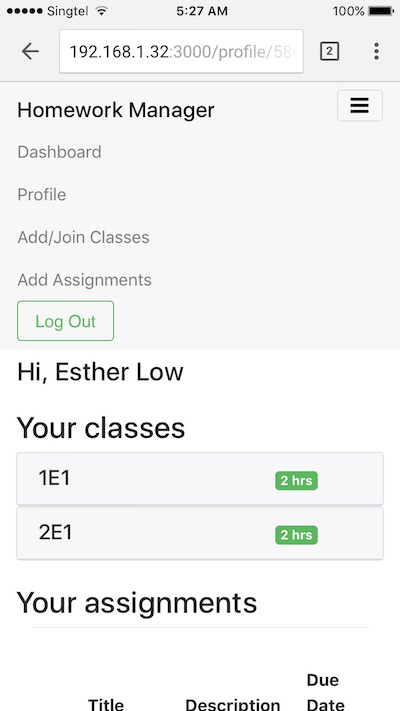 Singtel 5:27 AM 100%
192.168.1.32:3000/profile/58 2
Homework Manager
Dashboard
Profile
Add/Join Classes
Add Assignments
Log Out
Hi, Esther Low
Your classes
1E1 2 hrs
2E1 2 hrs
Your assignments
Title Description Due
Date